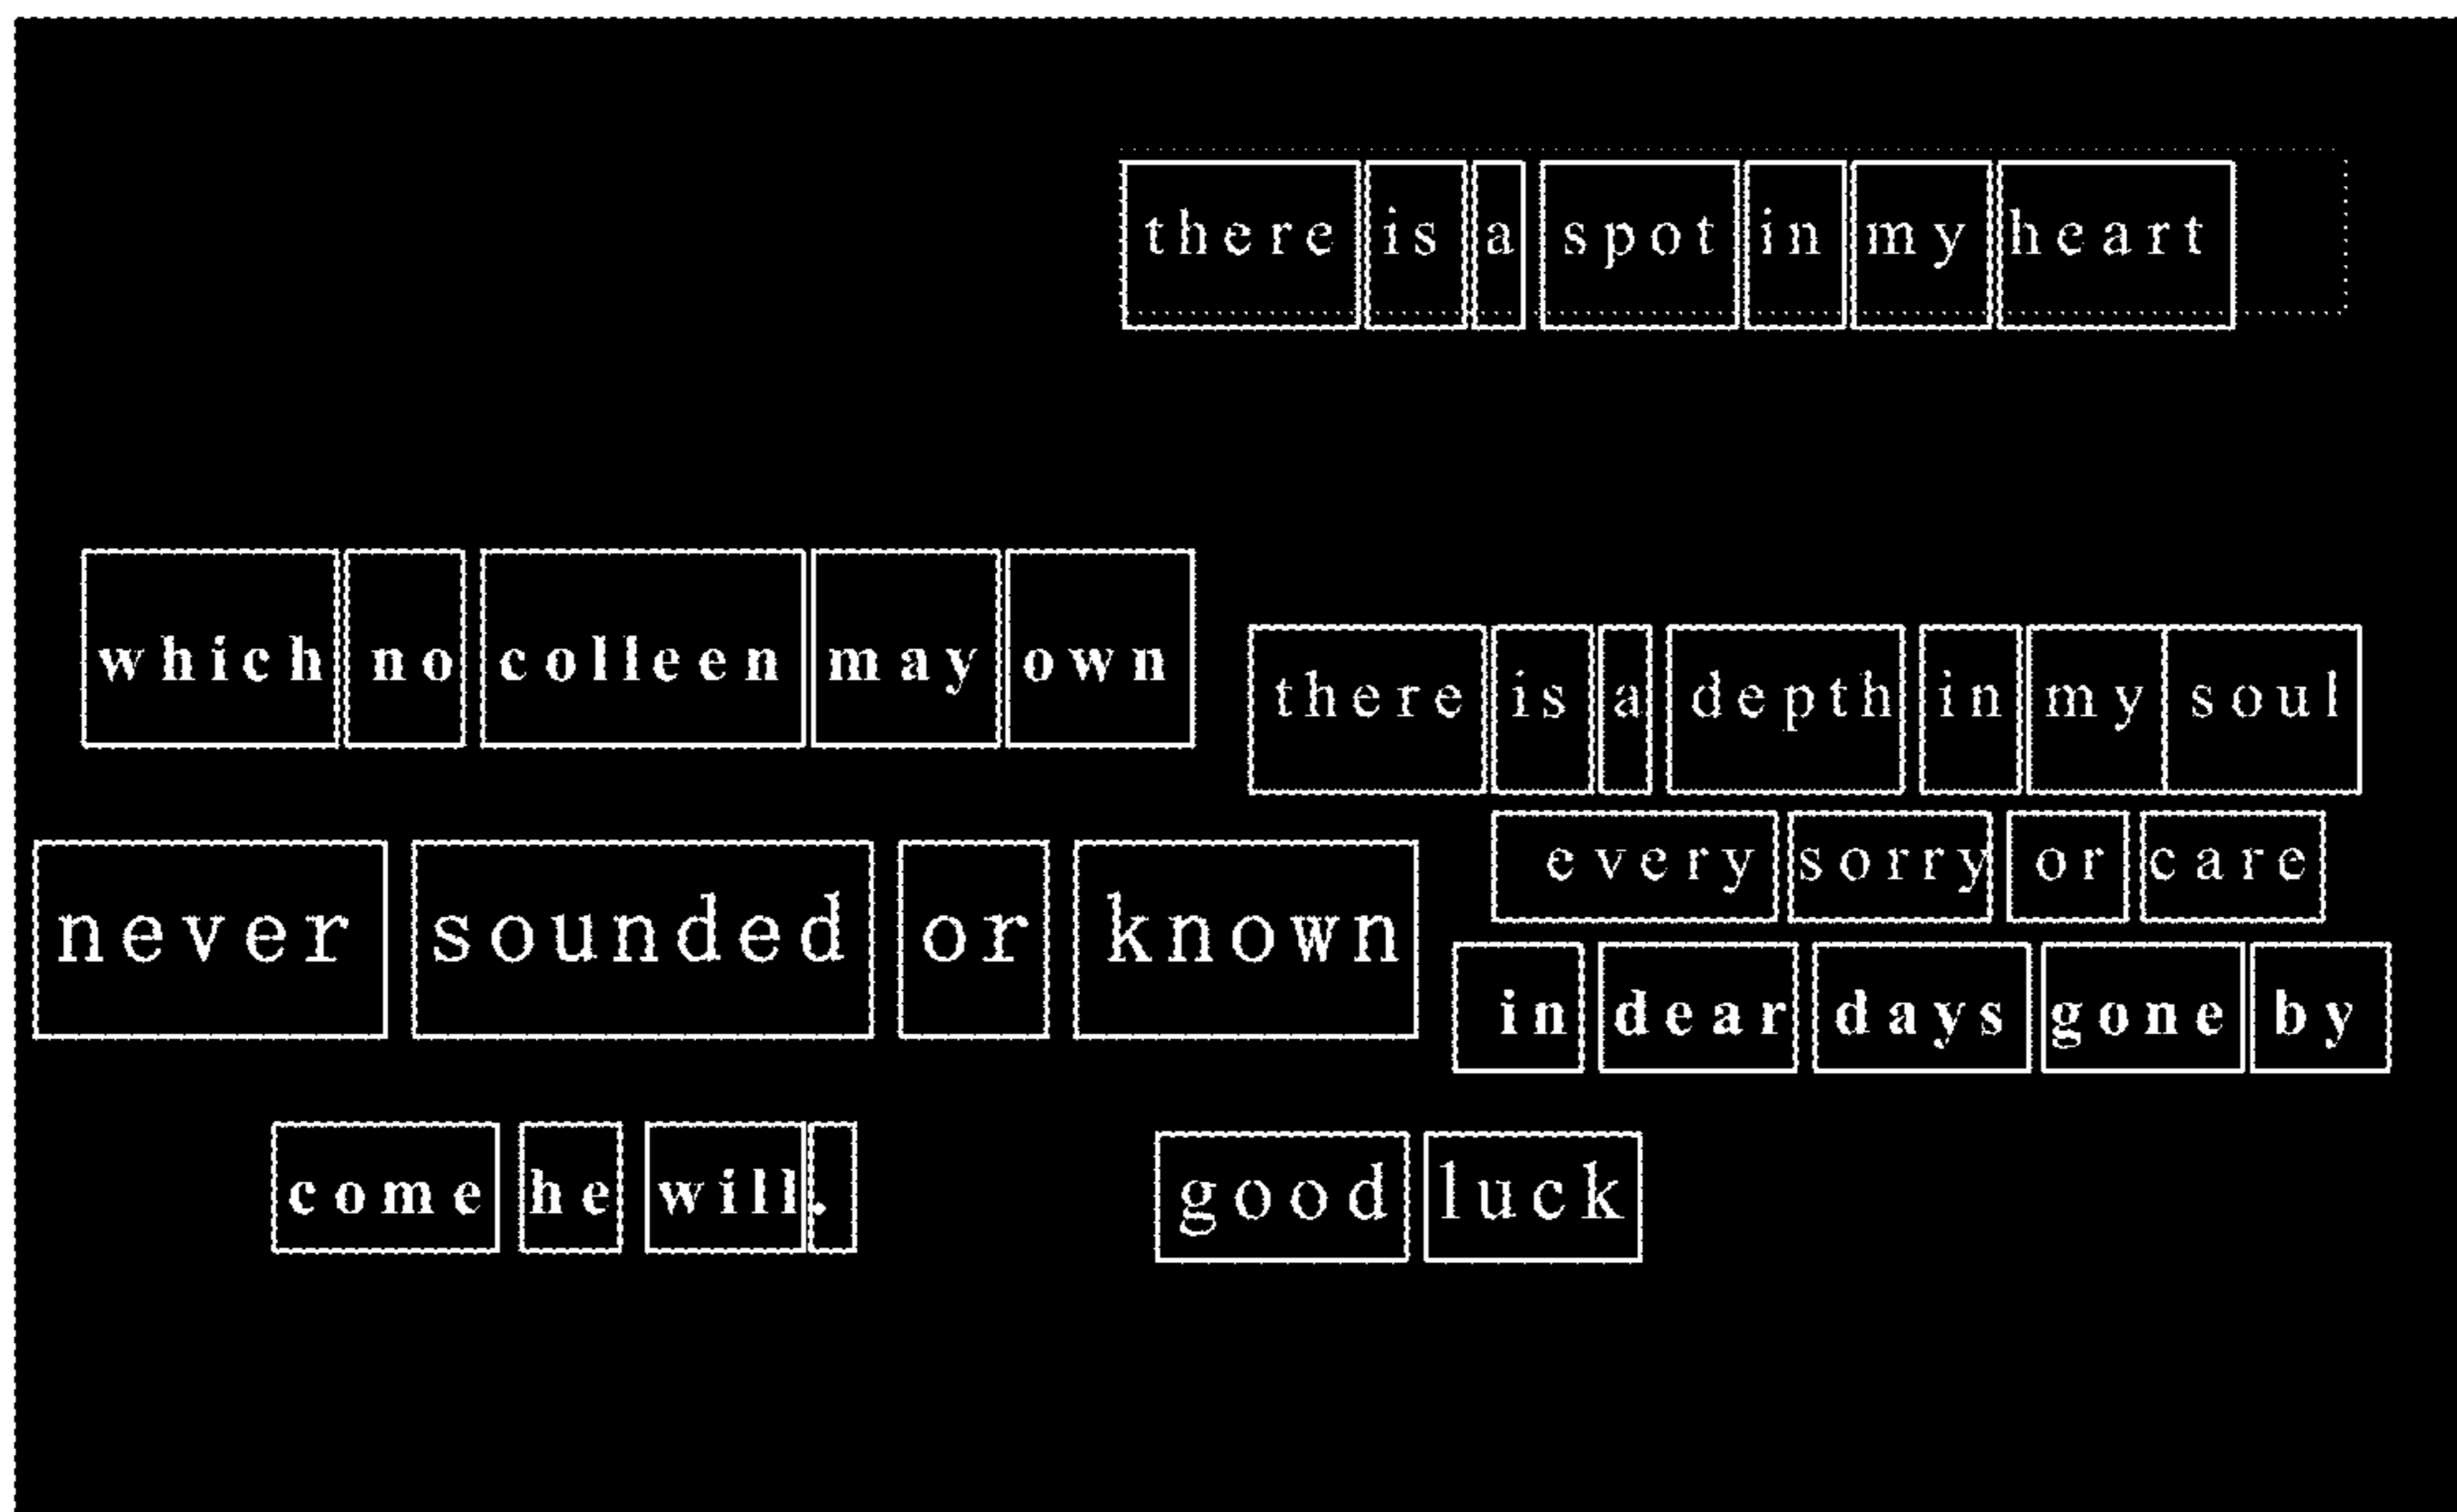 there is a spot in my heart
which no colleen may own
there is a depth in my soul
never sounded or known
every sorry or care
in dear days gone by
come he will.
good luck